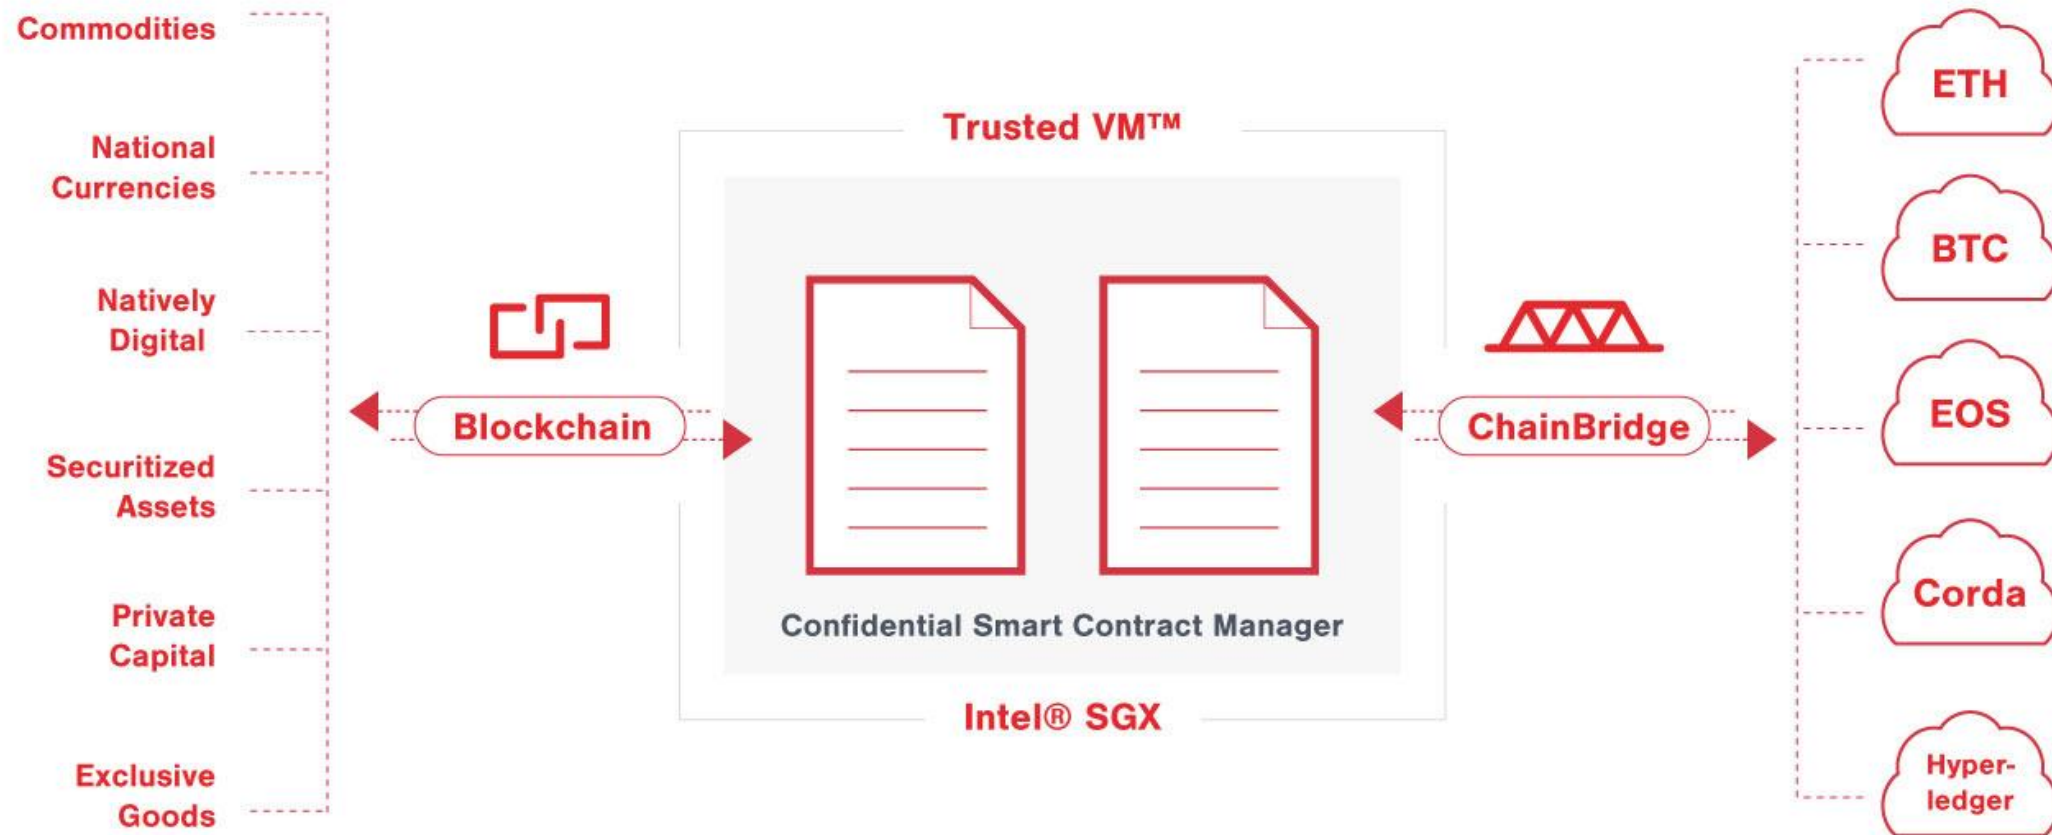 Commodities
National
Currencies
Natively
Digital
Securitized
Assets
Private
Capital
Exclusive
Goods
Blockchain
Trusted VM™
Confidential Smart Contract Manager
Intel® SGX
ChainBridge
ETH
BTC
EOS
Corda
Hyper-
ledger